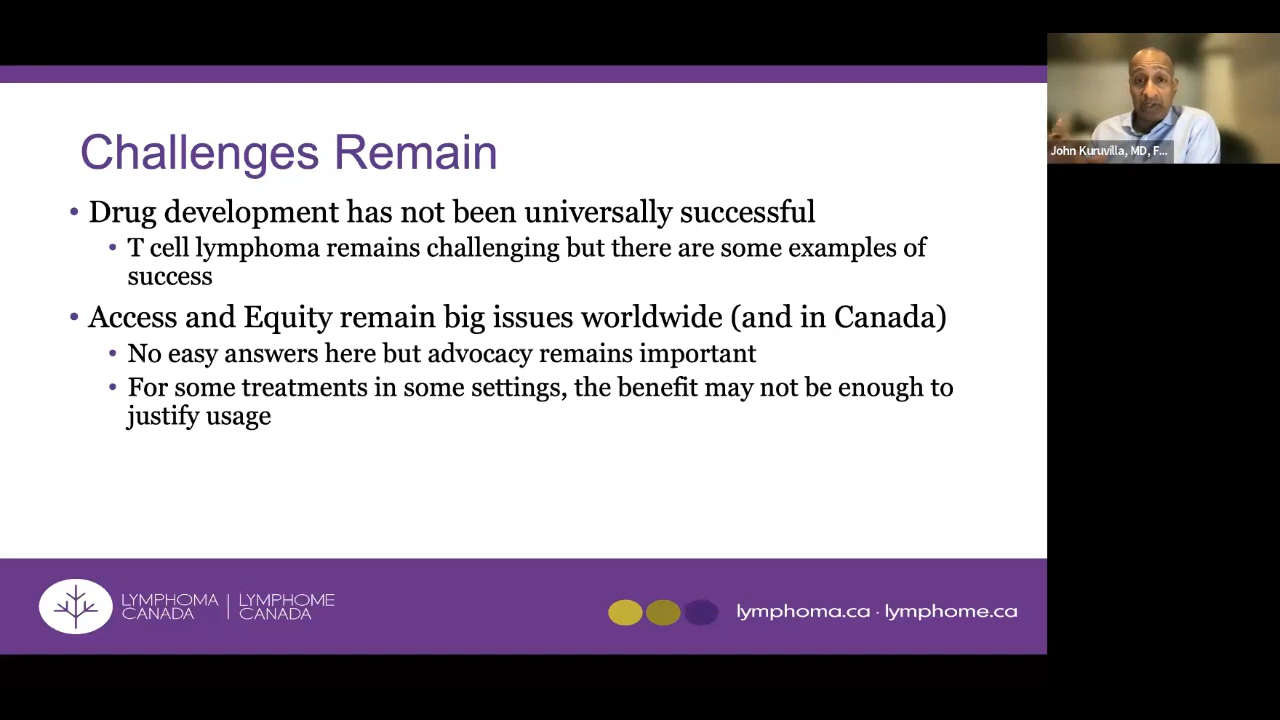 Challenges Remain
• Drug development has not been universally successful
• T cell lymphoma remains challenging but there are some examples of
success
• Access and Equity remain big issues worldwide (and in Canada)
• No easy answers here but advocacy remains important
• For some treatments in some settings, the benefit may not be enough to
justify usage
John Kuruvilla, MD, F...
LYMPHOMA | LYMPHOME
CANADA | CANADA
lymphoma.ca · lymphome.ca